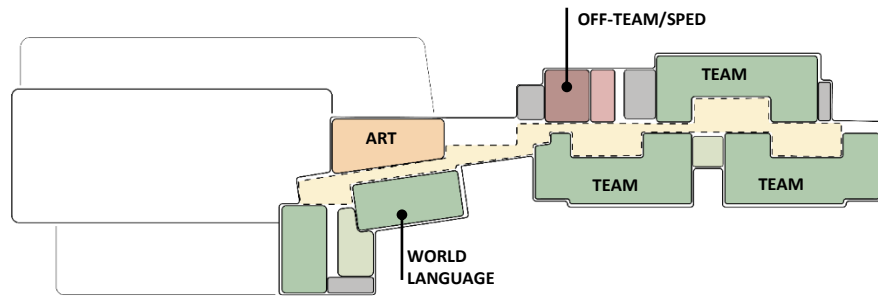 OFF-TEAM/SPED
TEAM
ART
TEAM
TEAM
WORLD
LANGUAGE